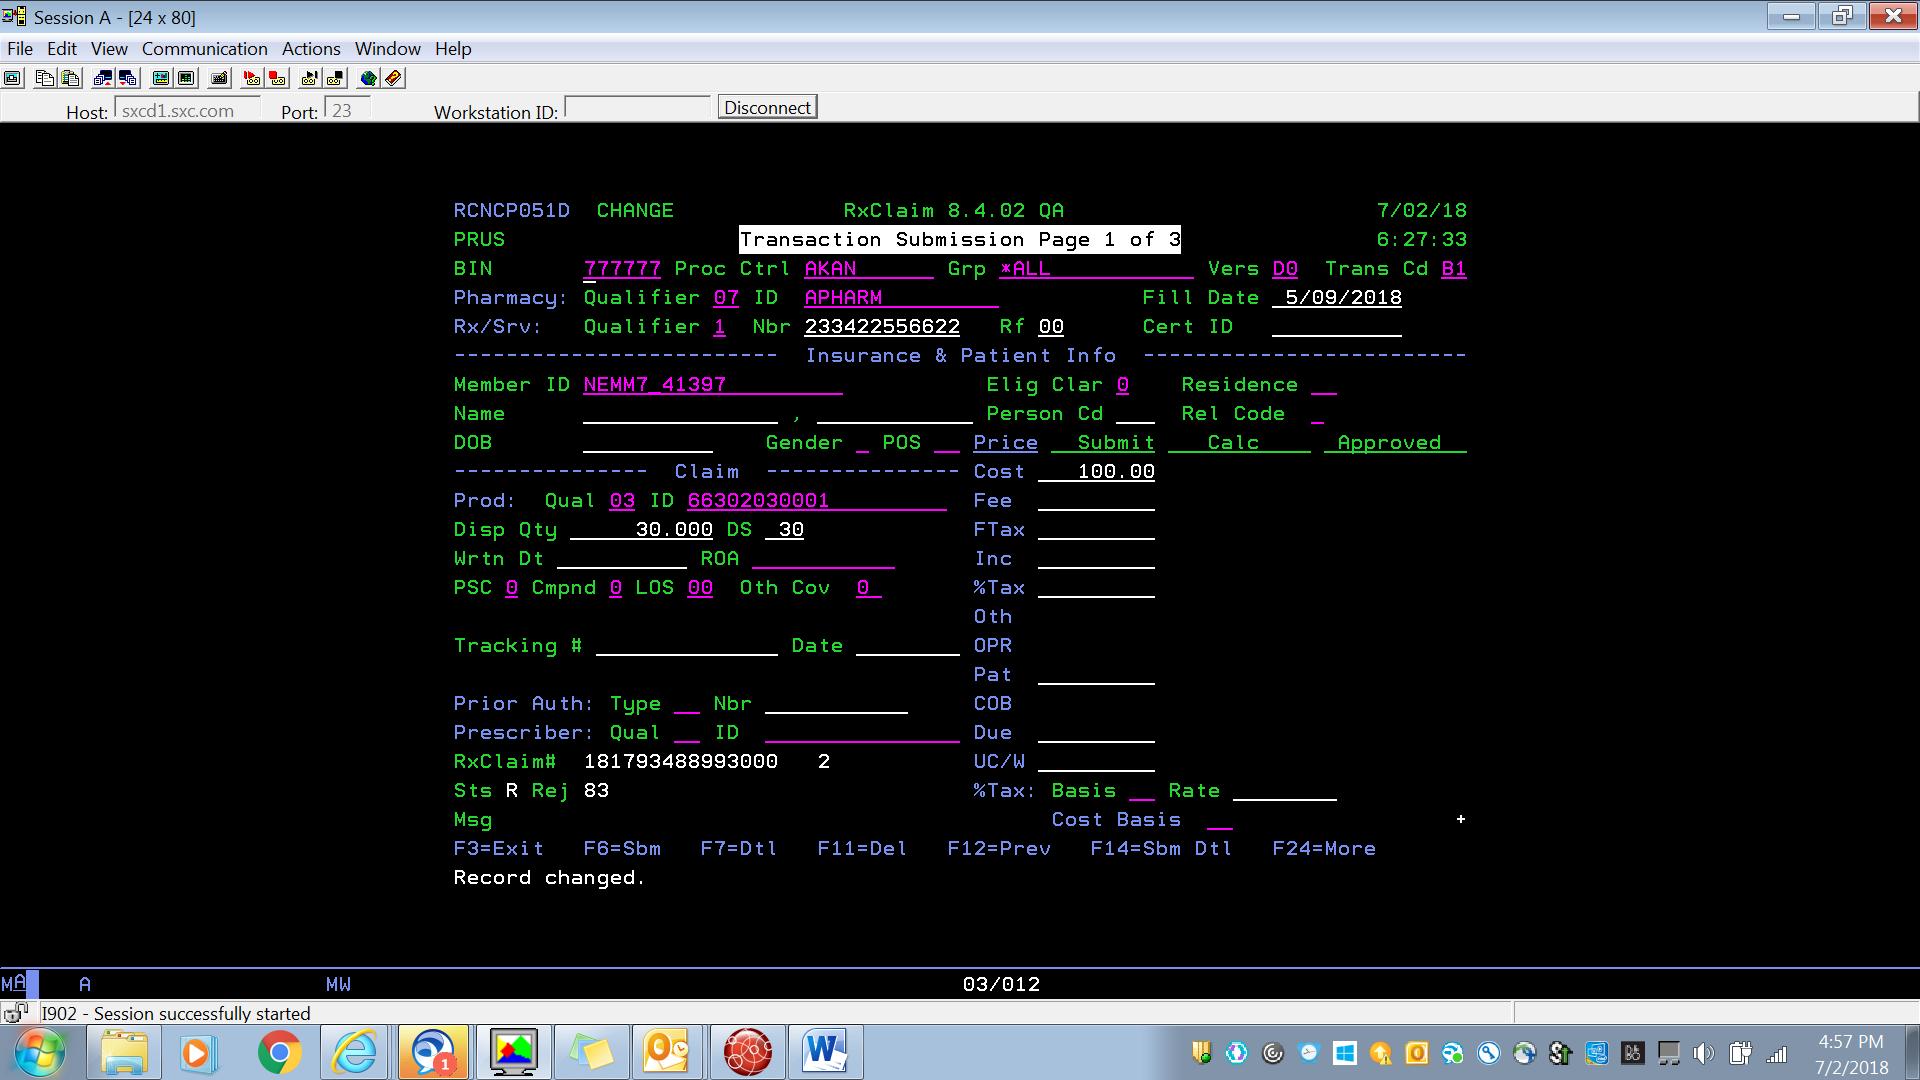 Session A - [24 x 80]
File Edit View Communication Actions Window Help
Host: sxcd1.sxc.com Port: 23 Workstation ID: Disconnect
RCNCP051D CHANGE RxClaim 8.4.02 QA 7/02/18
PRUS Transaction Submission Page 1 of 3 6:27:33
BIN 777777 Proc Ctrl AKAN Grp *ALL Vers D0 Trans Cd B1
Pharmacy: Qualifier 07 ID APHARM Fill Date 5/09/2018
Rx/Srv: Qualifier 1 Nbr 233422556622 Rf 00 Cert ID
------------------------- Insurance & Patient Info -------------------------
Member ID NEMM7_41397 Elig Clar 0 Residence
Name , Person Cd Rel Code
DOB Gender POS Price Submit Calc Approved
--------------- Claim --------------- Cost 100.00
Prod: Qual 03 ID 66302030001 Fee
Disp Qty 30.000 DS 30 FTax
Wrtn Dt ROA Inc
PSC 0 Cmpnd 0 LOS 00 Oth Cov 0 %Tax
Oth
Tracking # Date OPR
Pat
Prior Auth: Type Nbr COB
Prescriber: Qual ID Due
RxClaim# 181793488993000 2 UC/W
Sts R Rej 83 %Tax: Basis Rate
Msg Cost Basis +
F3=Exit F6=Sbm F7=Dtl F11=Del F12=Prev F14=Sbm Dtl F24=More
Record changed.
MA A MW 03/012
I902 - Session successfully started
1
4:57 PM
7/2/2018